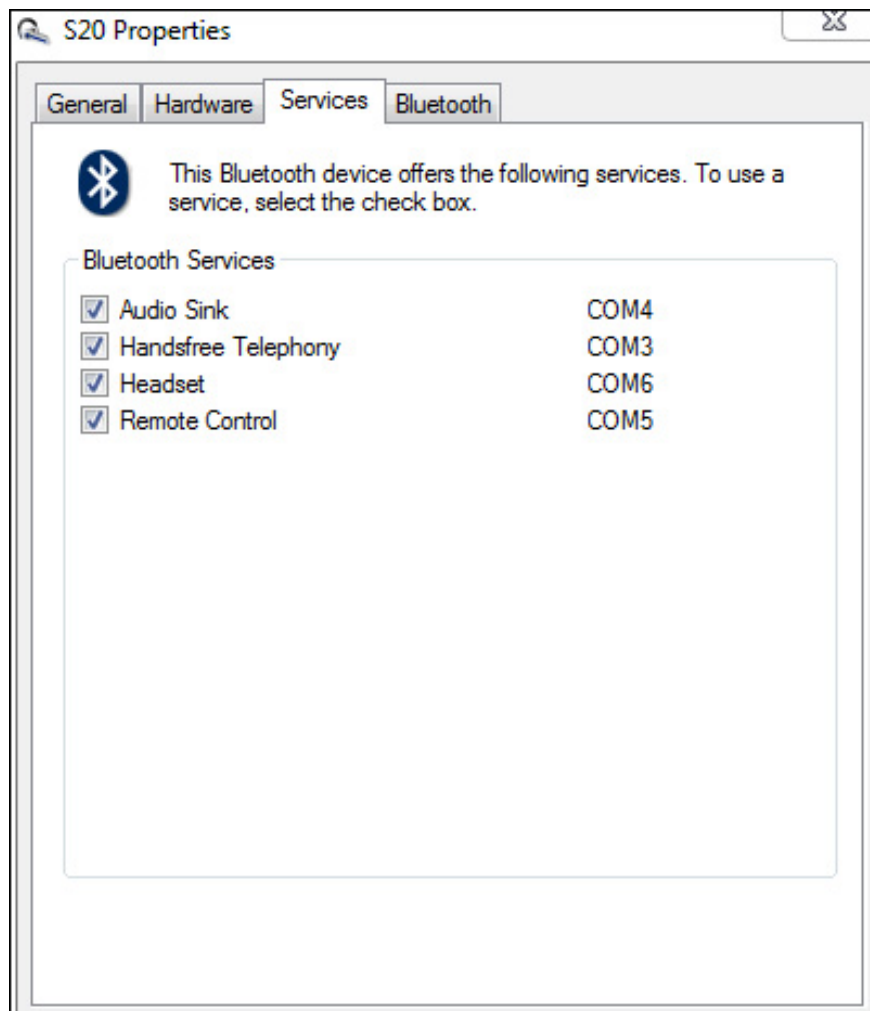 S20 Properties
General Hardware Services Bluetooth
This Bluetooth device offers the following services. To use a
service, select the check box.
Bluetooth Services
Audio Sink COM4
Handsfree Telephony COM3
Headset COM6
Remote Control COM5